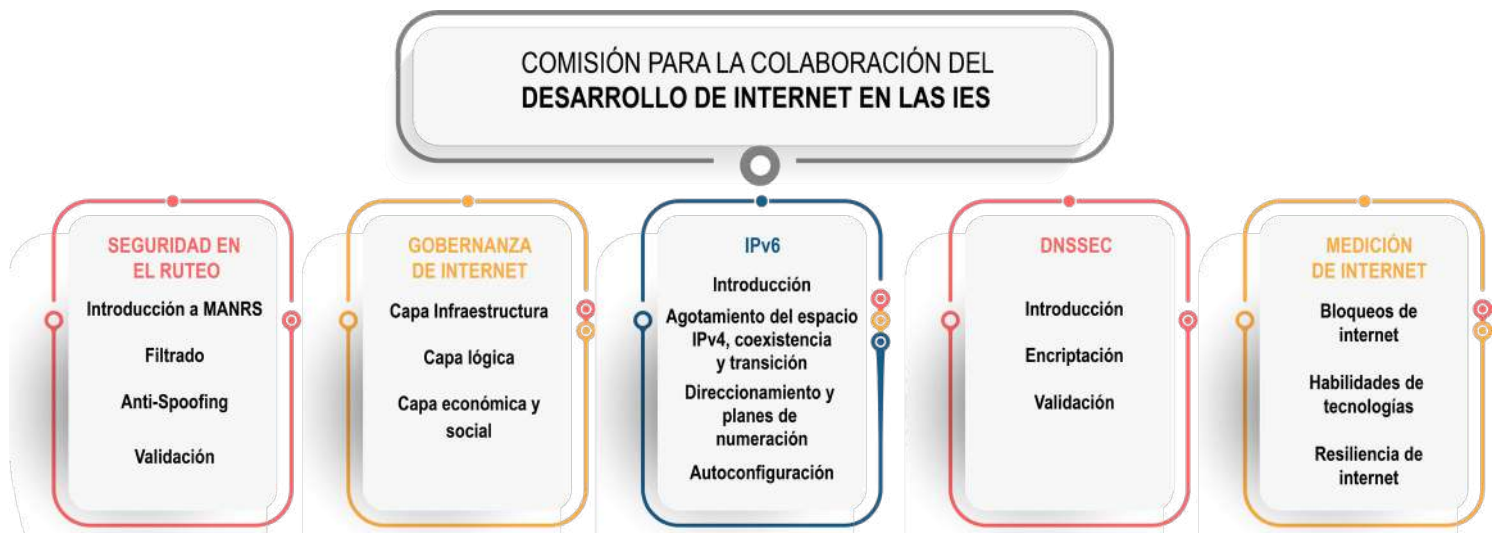 COMISIÓN PARA LA COLABORACIÓN DEL
DESARROLLO DE INTERNET EN LAS IES
SEGURIDAD EN
EL RUTEO
Introducción a MANRS
Filtrado
Anti-Spoofing
Validación
GOBERNANZA
DE INTERNET
Capa Infraestructura
Capa lógica
Capa económica y
social
IPv6
Introducción
Agotamiento del espacio
IPv4, coexistencia
y transición
Direccionamiento y
planes de
numeración
Autoconfiguración
DNSSEC
Introducción
Encriptación
Validación
MEDICIÓN
DE INTERNET
Bloqueos de
internet
Habilidades de
tecnologías
Resiliencia de
internet